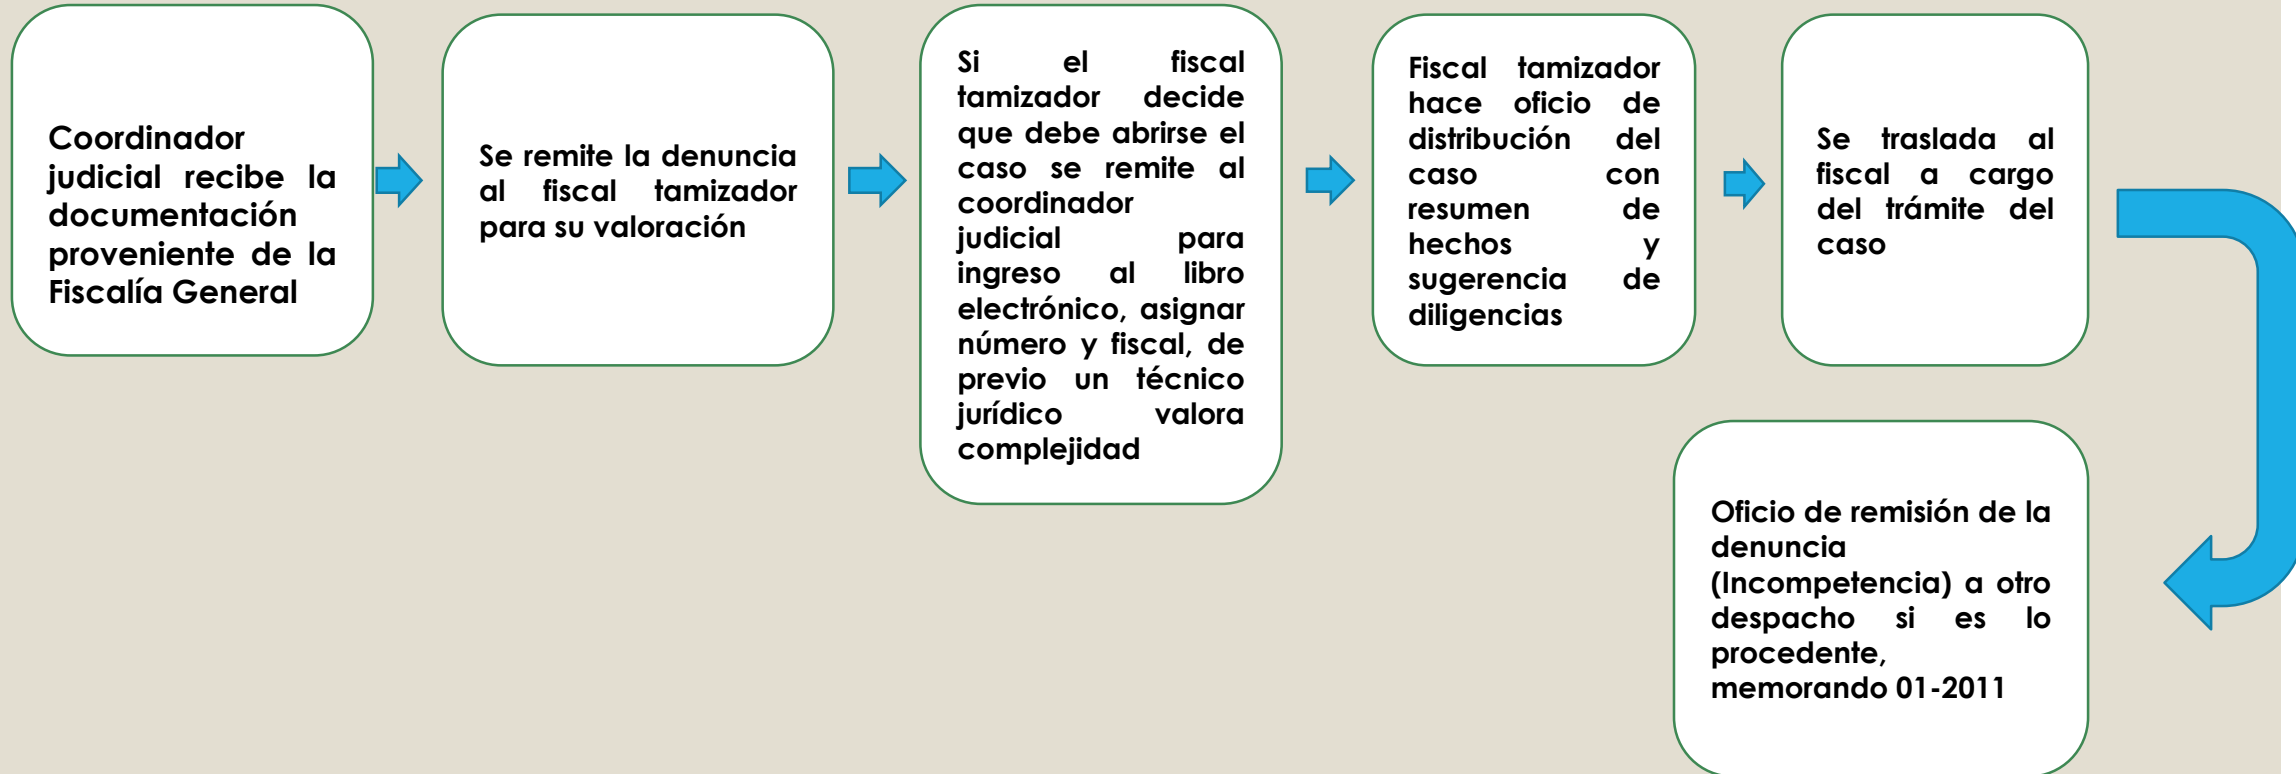 Coordinador
judicial recibe la
documentación
proveniente de la
Fiscalía General
Se remite la denuncia
al fiscal tamizador
para su valoración
Si el fiscal
tamizador decide
que debe abrirse el
caso se remite al
coordinador
judicial para
ingreso al libro
electrónico, asignar
número y fiscal, de
previo un técnico
jurídico valora
complejidad
Fiscal tamizador
hace oficio de
distribución del
caso con
resumen de
hechos y
sugerencia de
diligencias
Se traslada al
fiscal a cargo
del trámite del
caso
Oficio de remisión de la
denuncia
(Incompetencia) a otro
despacho si es lo
procedente,
memorando 01-2011